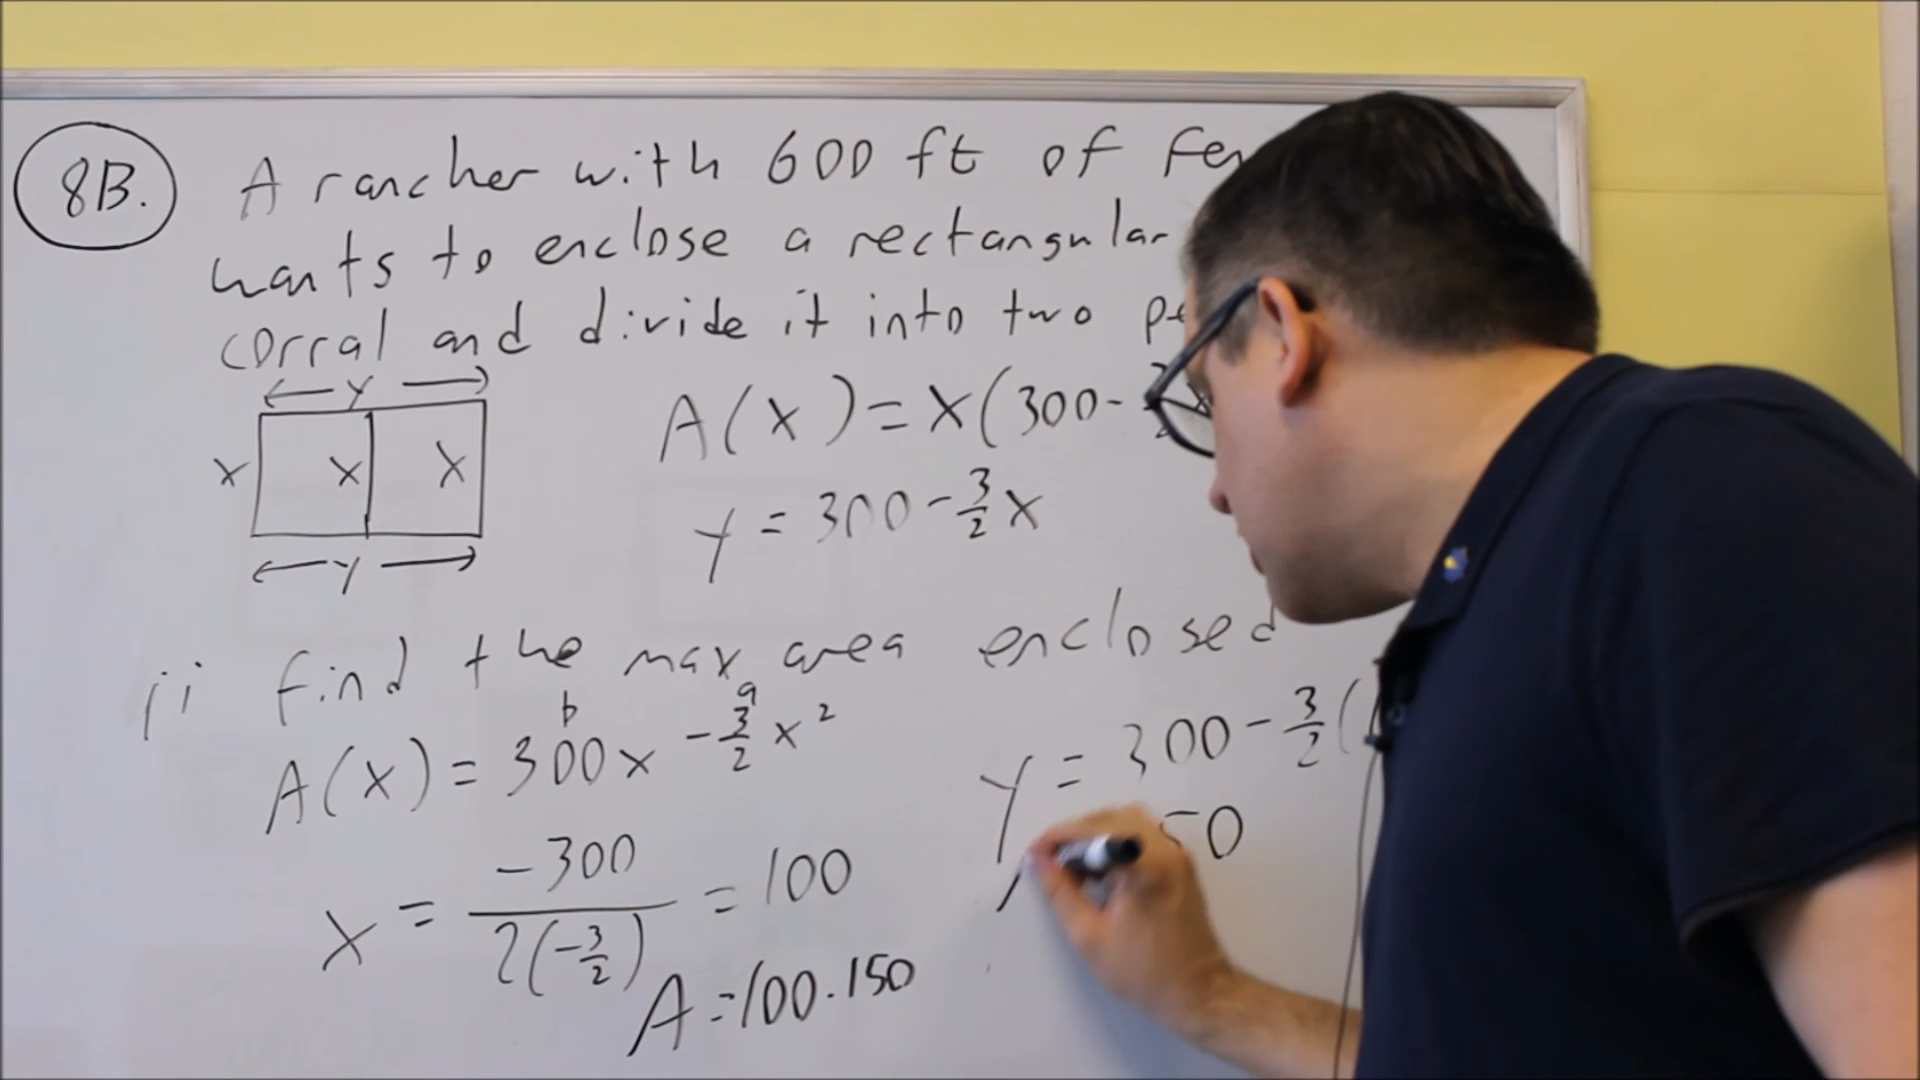 8B. A rancher with 600 ft of
wants to enclose a rectangular
corral and divide it into two
Y
X X X
Y
A(X) = X(300-
Y = 300 - 3/2 X
ii Find the max area enclosed
b a
A(X) = 300x - 3/2 x²
X = -300 / 2(-3/2) = 100
A = 100 · 150
Y = 300 - 3/2 (
50